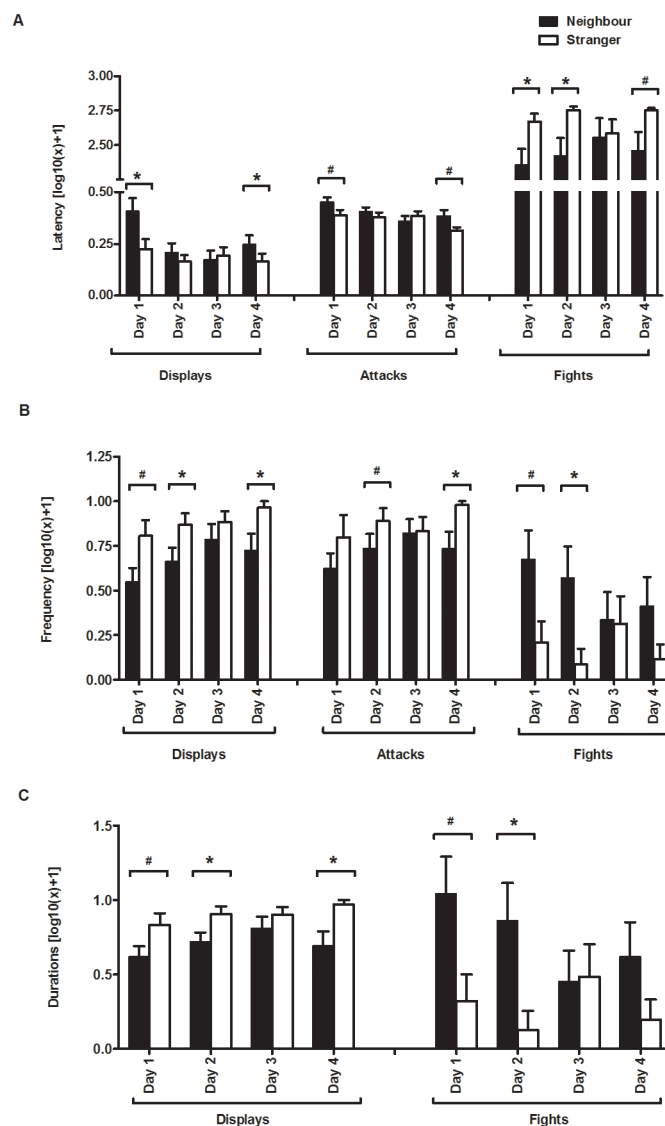 A
Neighbour
Stranger
Latency [log10(x)+1]
3.00
2.75
2.50
0.50
0.25
0.00
* * # # * * #
Day 1 Day 2 Day 3 Day 4 Day 1 Day 2 Day 3 Day 4 Day 1 Day 2 Day 3 Day 4
Displays Attacks Fights
B
Frequency [log10(x)+1]
1.25
1.00
0.75
0.50
0.25
0.00
# * * # * # *
Day 1 Day 2 Day 3 Day 4 Day 1 Day 2 Day 3 Day 4 Day 1 Day 2 Day 3 Day 4
Displays Attacks Fights
C
Durations [log10(x)+1]
1.5
1.0
0.5
0.0
# * * # *
Day 1 Day 2 Day 3 Day 4 Day 1 Day 2 Day 3 Day 4
Displays Fights